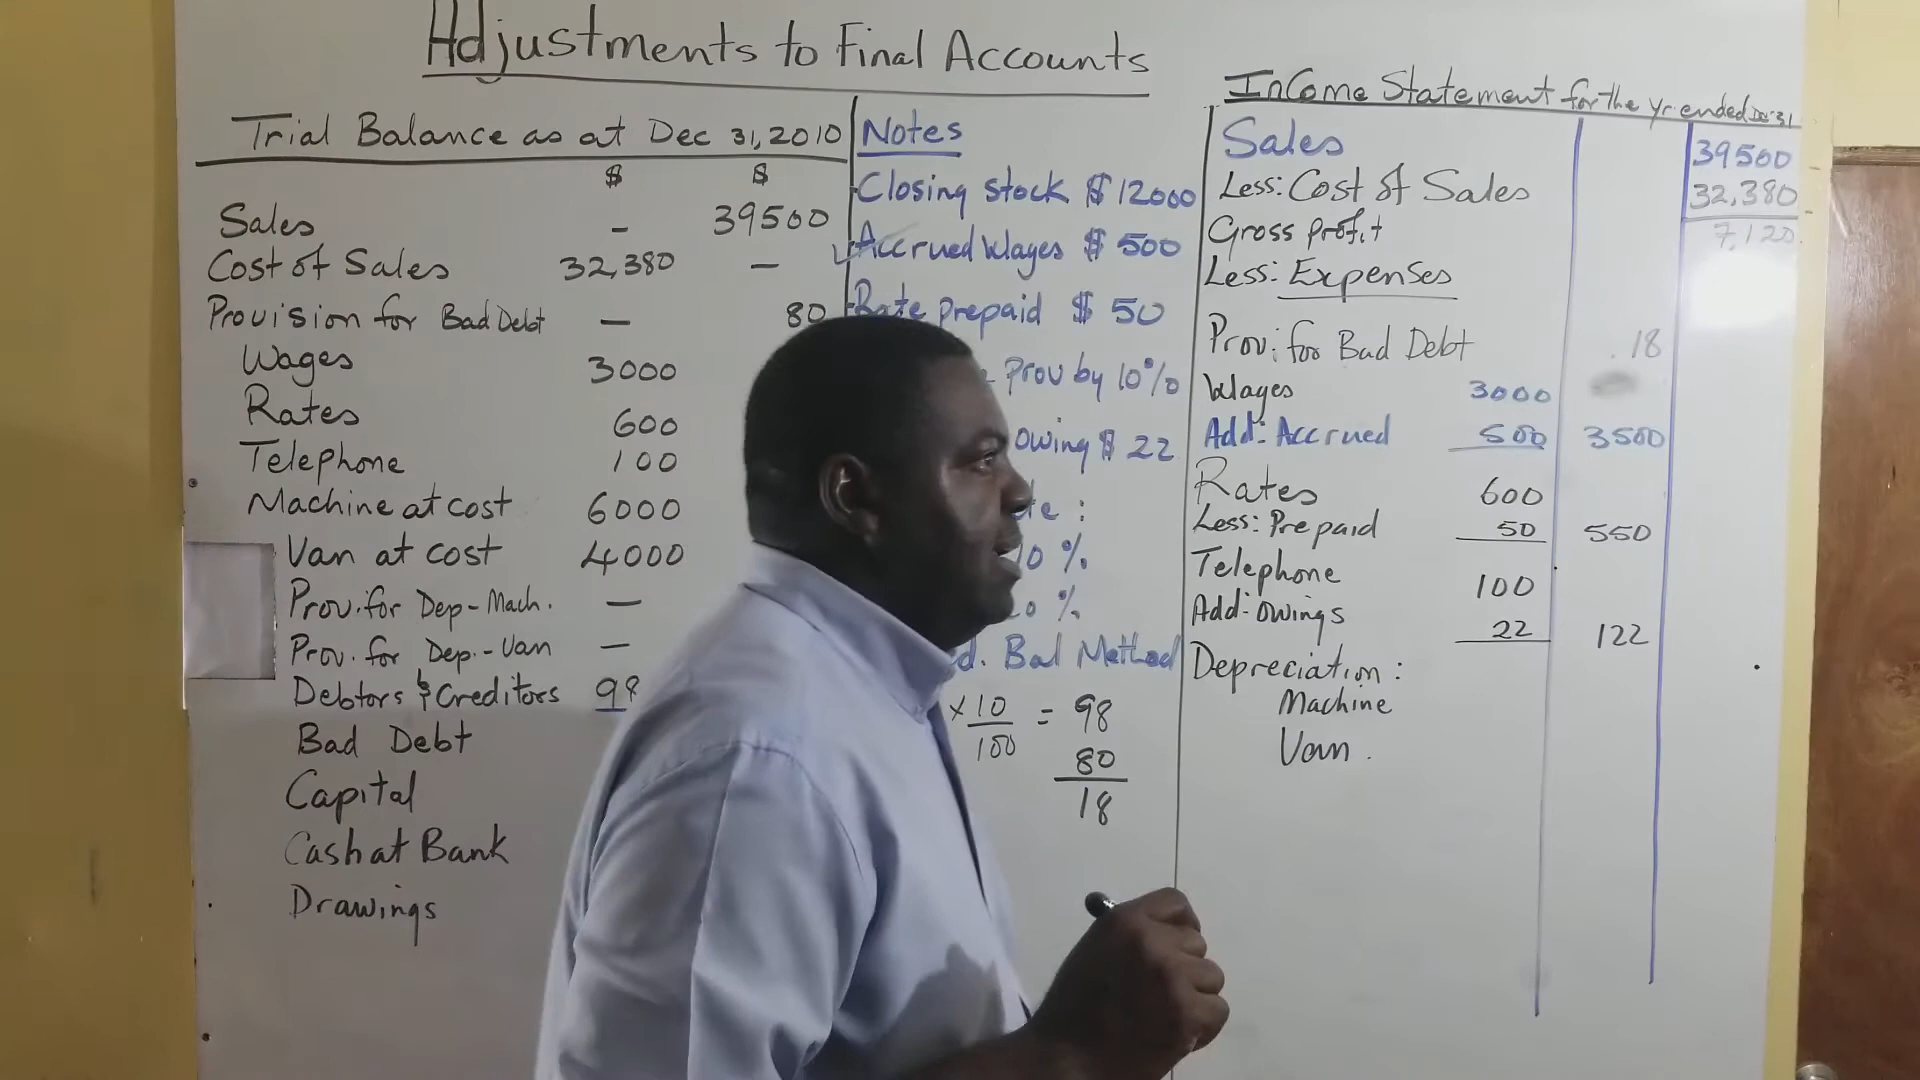 Adjustments to Final Accounts
Trial Balance as at Dec 31, 2010
$ $
Sales - 39500
Cost of Sales 32,380 -
Provision for Bad Debt - 80
Wages 3000
Rates 600
Telephone 100
Machine at cost 6000
Van at cost 4000
Prov. for Dep-Mach. -
Prov. for Dep.-Van -
Debtors & Creditors 98
Bad Debt
Capital
Cash at Bank
Drawings
Notes
Closing stock $ 12000
Accrued Wages $ 500
Rate prepaid $ 50
Prov by 10%
owing $ 22
:
10 %
%
Bal Method
x 10/100 = 98
80
18
InCome Statement for the yr ended Dec 31
Sales 39500
Less: Cost of Sales 32,380
Gross profit 7,120
Less: Expenses
Prov: for Bad Debt 18
Wages 3000
Add: Accrued 500 3500
Rates 600
Less: Prepaid 50 550
Telephone 100
Add: owings 22 122
Depreciation:
Machine
Van.